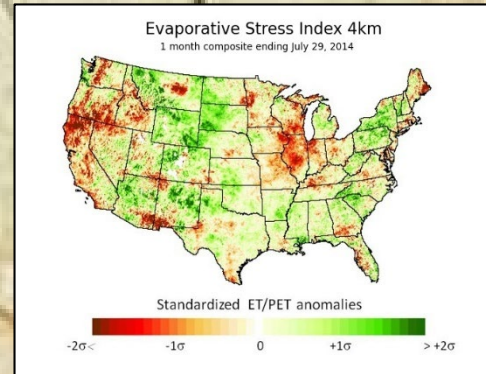 Evaporative Stress Index 4km
1 month composite ending July 29, 2014
Standardized ET/PET anomalies
-2σ< -1σ 0 +1σ > +2σ